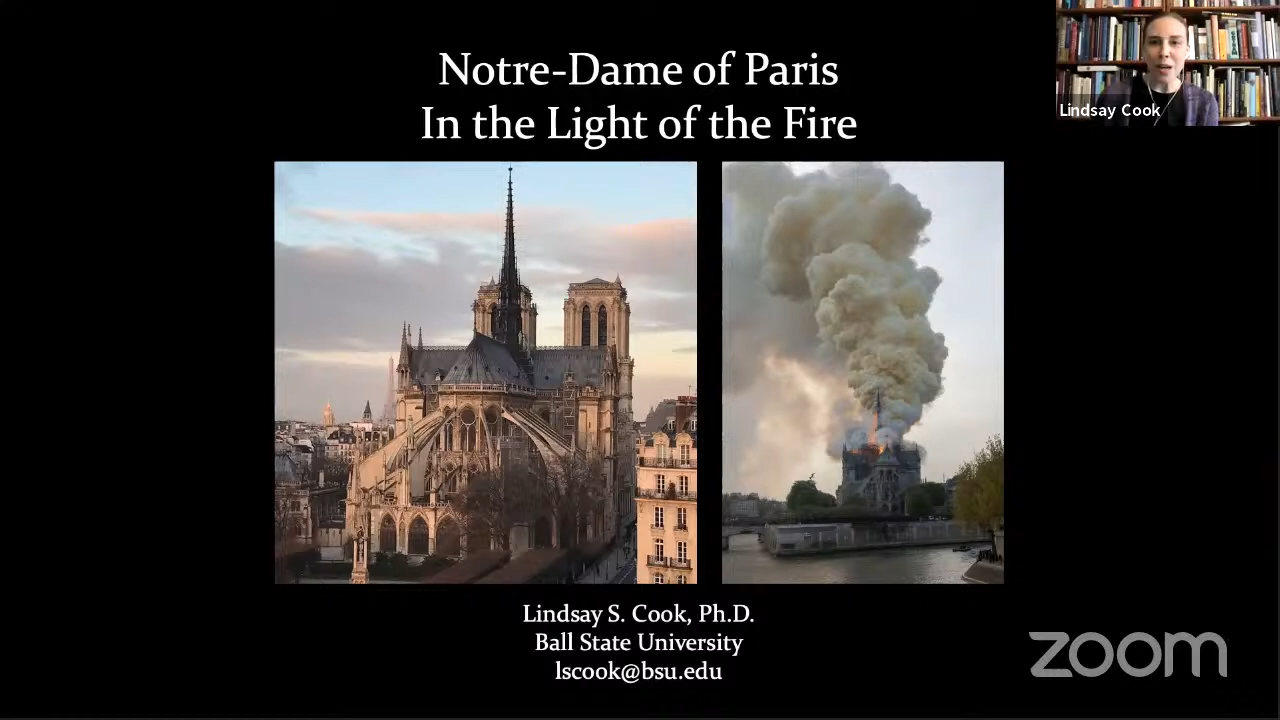 Notre-Dame of Paris
In the Light of the Fire
Lindsay Cook
Lindsay S. Cook, Ph.D.
Ball State University
lscook@bsu.edu
zoom